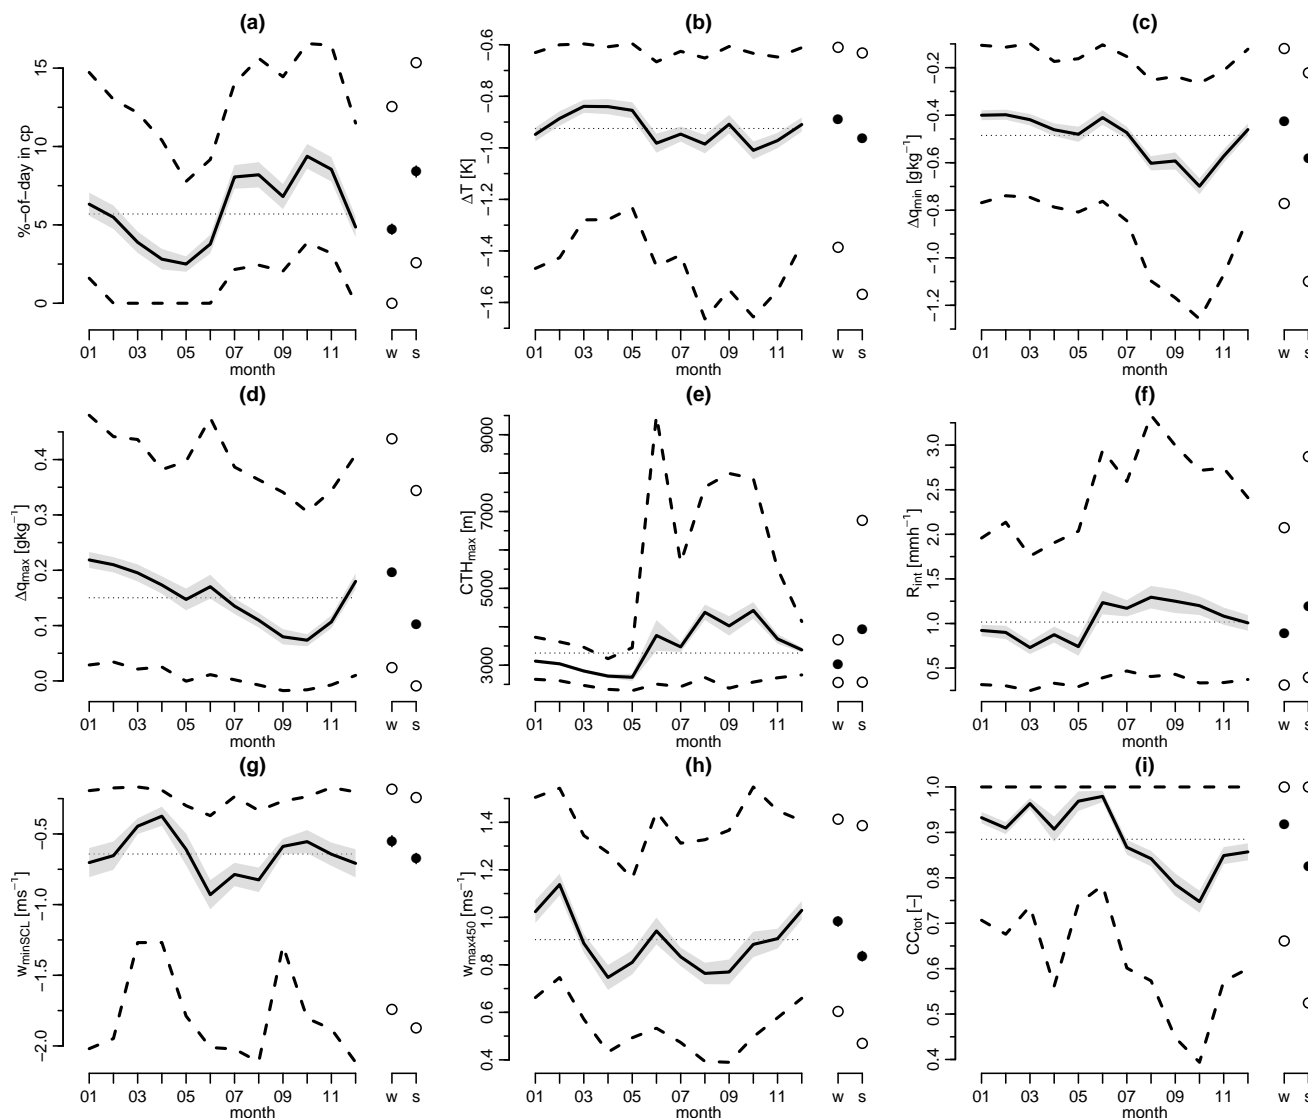 (a)
%−of−day in cp
0
5
10
15
01
03
05
07
09
11
w
s
month
(b)
ΔT [K]
−1.6
−1.4
−1.2
−1.0
−0.8
−0.6
01
03
05
07
09
11
w
s
month
(c)
Δqmin [gkg−1]
−1.2
−1.0
−0.8
−0.6
−0.4
−0.2
01
03
05
07
09
11
w
s
month
(d)
Δqmax [gkg−1]
0.0
0.1
0.2
0.3
0.4
01
03
05
07
09
11
w
s
month
(e)
CTHmax [m]
3000
5000
7000
9000
01
03
05
07
09
11
w
s
month
(f)
Rint [mmh−1]
0.5
1.0
1.5
2.0
2.5
3.0
01
03
05
07
09
11
w
s
month
(g)
wminSCL [ms−1]
−2.0
−1.5
−1.0
−0.5
01
03
05
07
09
11
w
s
month
(h)
wmax450 [ms−1]
0.4
0.6
0.8
1.0
1.2
1.4
01
03
05
07
09
11
w
s
month
(i)
CCtot [−]
0.4
0.5
0.6
0.7
0.8
0.9
1.0
01
03
05
07
09
11
w
s
month